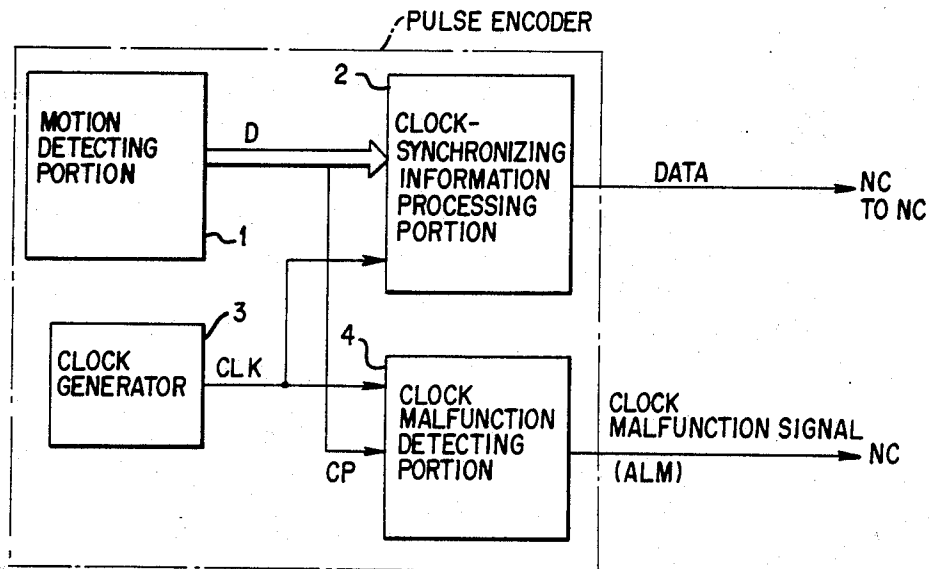 PULSE ENCODER
2
MOTION
DETECTING
PORTION
D
CLOCK-
SYNCHRONIZING
INFORMATION
PROCESSING
PORTION
DATA
NC
TO NC
1
3
CLOCK
GENERATOR
CLK
4
CLOCK
MALFUNCTION
DETECTING
PORTION
CP
CLOCK
MALFUNCTION SIGNAL
(ALM)
NC